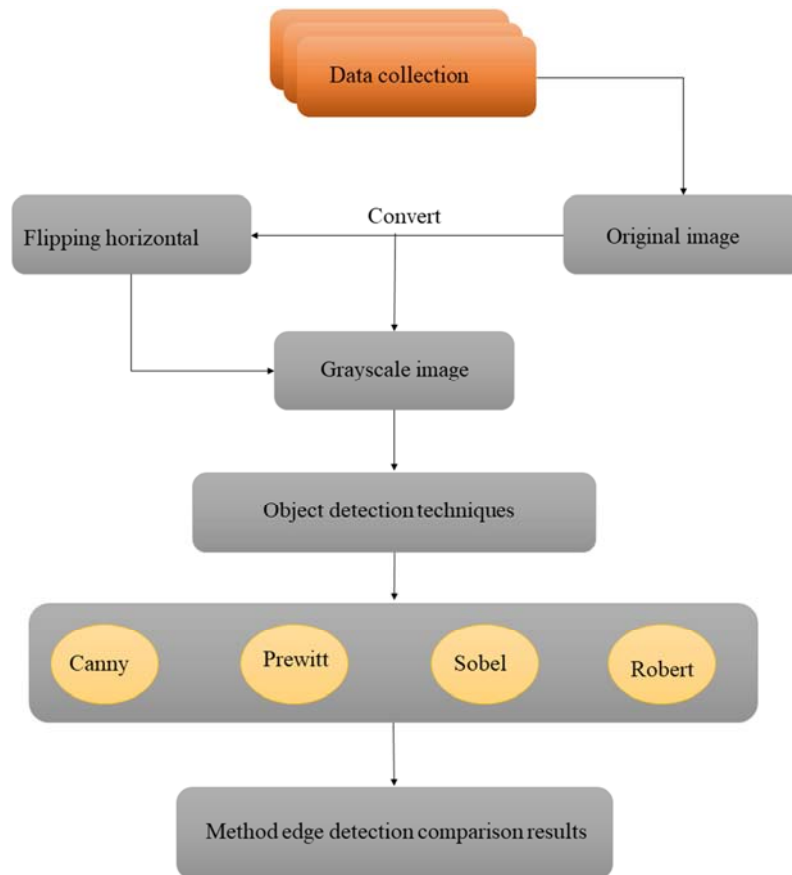 Data collection
Convert
Flipping horizontal
Original image
Grayscale image
Object detection techniques
Canny
Prewitt
Sobel
Robert
Method edge detection comparison results